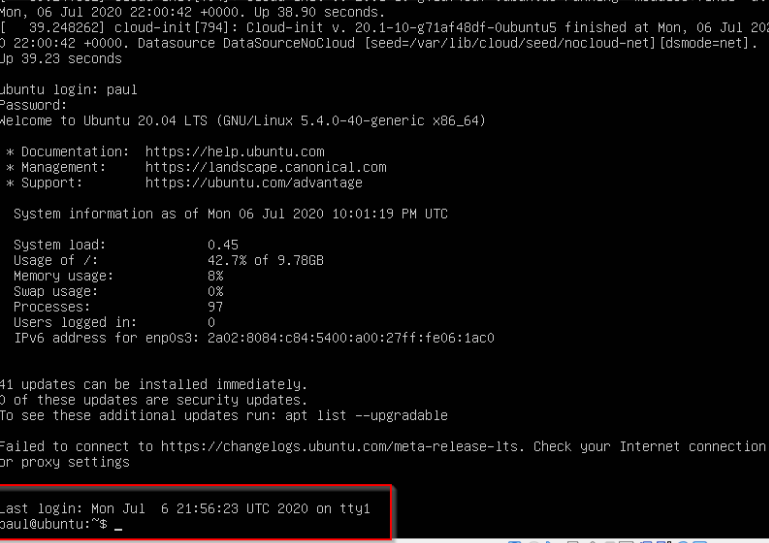 Mon, 06 Jul 2020 22:00:42 +0000. Up 38.90 seconds.
[   39.248262] cloud-init[794]: Cloud-init v. 20.1-10-g71af48df-0ubuntu5 finished at Mon, 06 Jul 202
0 22:00:42 +0000. Datasource DataSourceNoCloud [seed=/var/lib/cloud/seed/nocloud-net][dsmode=net].
Up 39.23 seconds
ubuntu login: paul
Password:
Welcome to Ubuntu 20.04 LTS (GNU/Linux 5.4.0-40-generic x86_64)
* Documentation:  https://help.ubuntu.com
* Management:     https://landscape.canonical.com
* Support:        https://ubuntu.com/advantage
System information as of Mon 06 Jul 2020 10:01:19 PM UTC
System load:            0.45
Usage of /:             42.7% of 9.78GB
Memory usage:           8%
Swap usage:             0%
Processes:              97
Users logged in:        0
IPv6 address for enp0s3: 2a02:8084:c84:5400:a00:27ff:fe06:1ac0
41 updates can be installed immediately.
0 of these updates are security updates.
To see these additional updates run: apt list --upgradable
Failed to connect to https://changelogs.ubuntu.com/meta-release-lts. Check your Internet connection
or proxy settings
Last login: Mon Jul  6 21:56:23 UTC 2020 on tty1
paul@ubuntu:~$ _